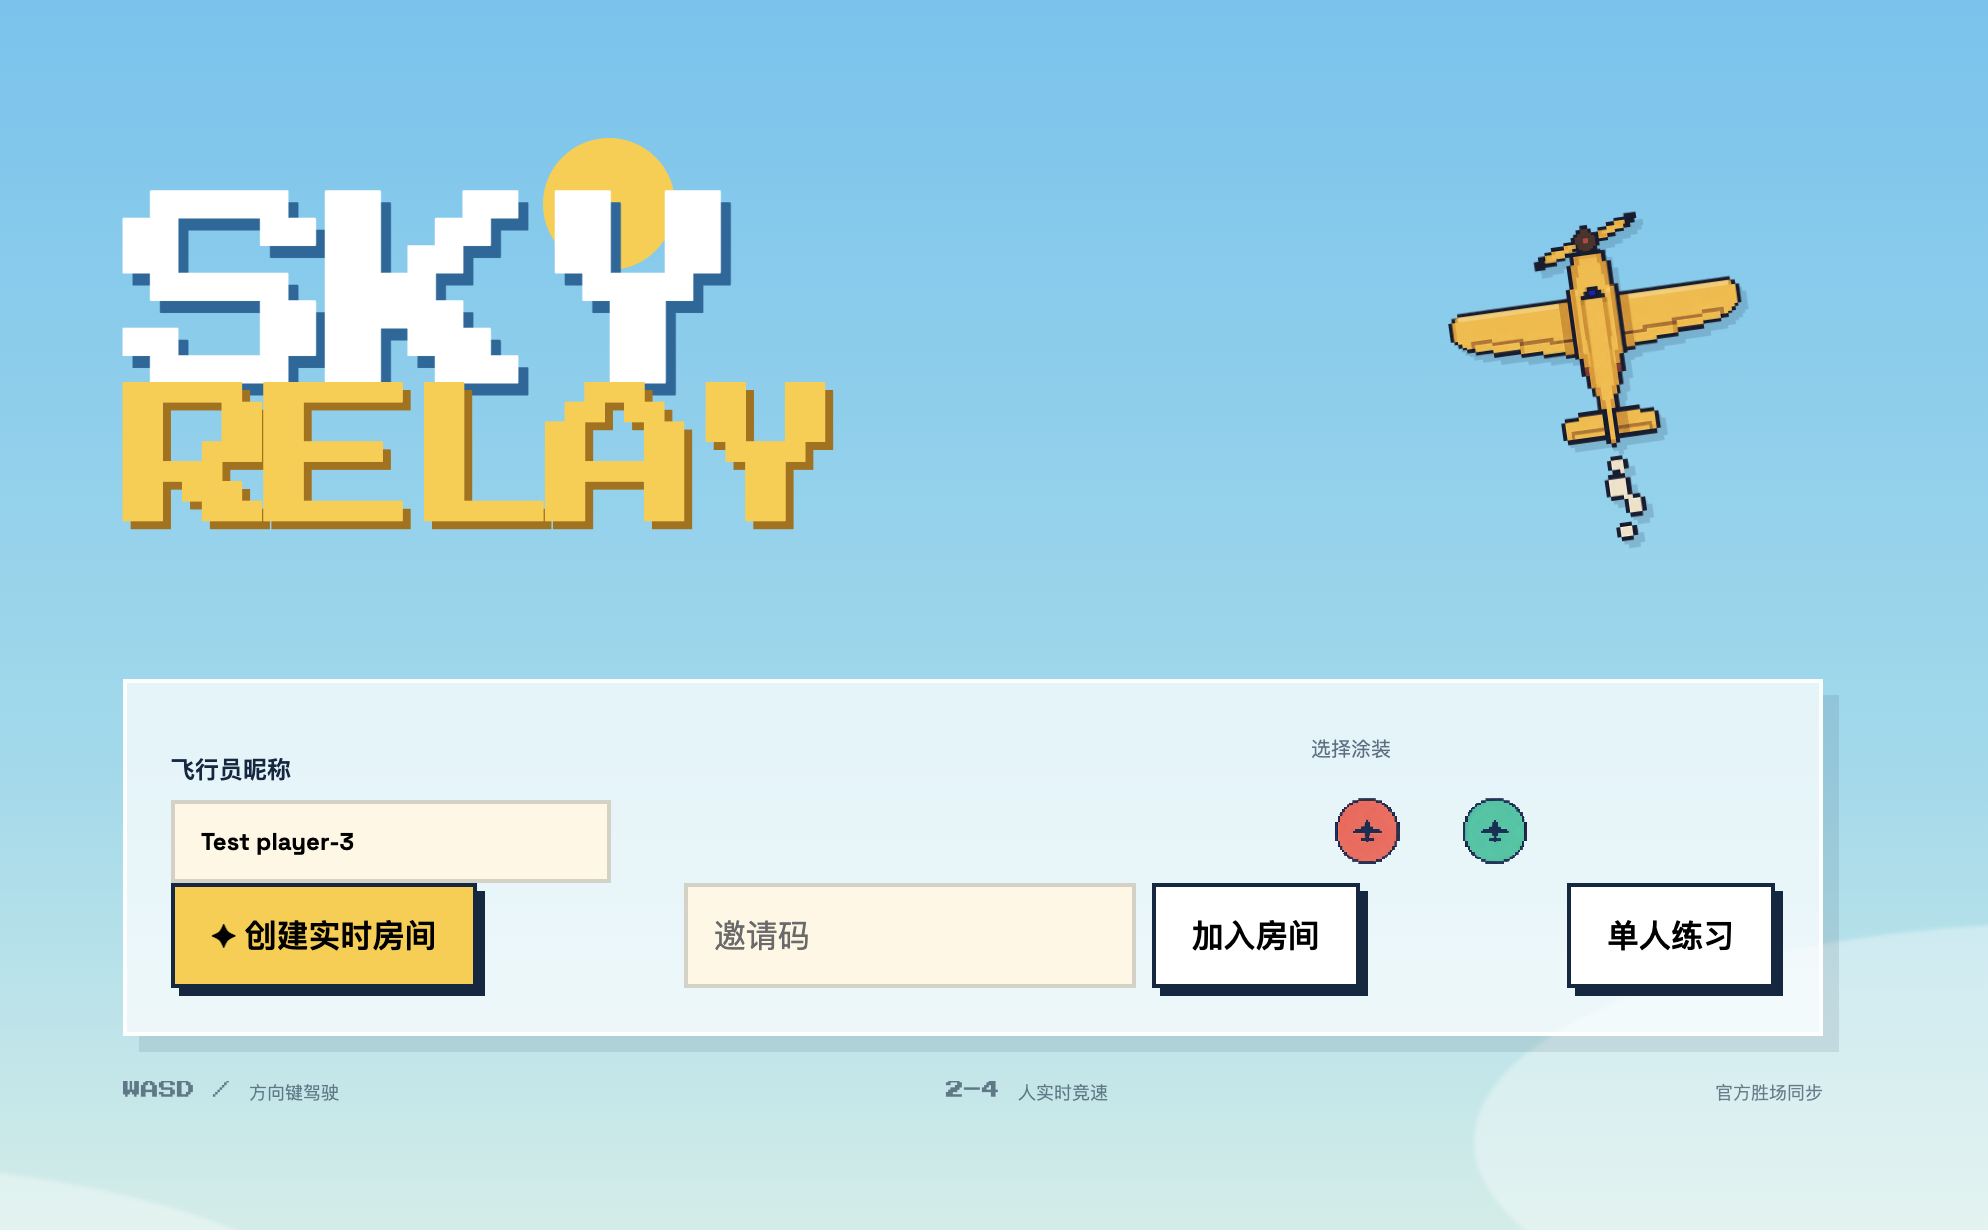 SKY
RELAY
选择涂装
飞行员昵称
Test player-3
✦ 创建实时房间
邀请码
加入房间
单人练习
WASD / 方向键驾驶
2—4 人实时竞速
官方胜场同步